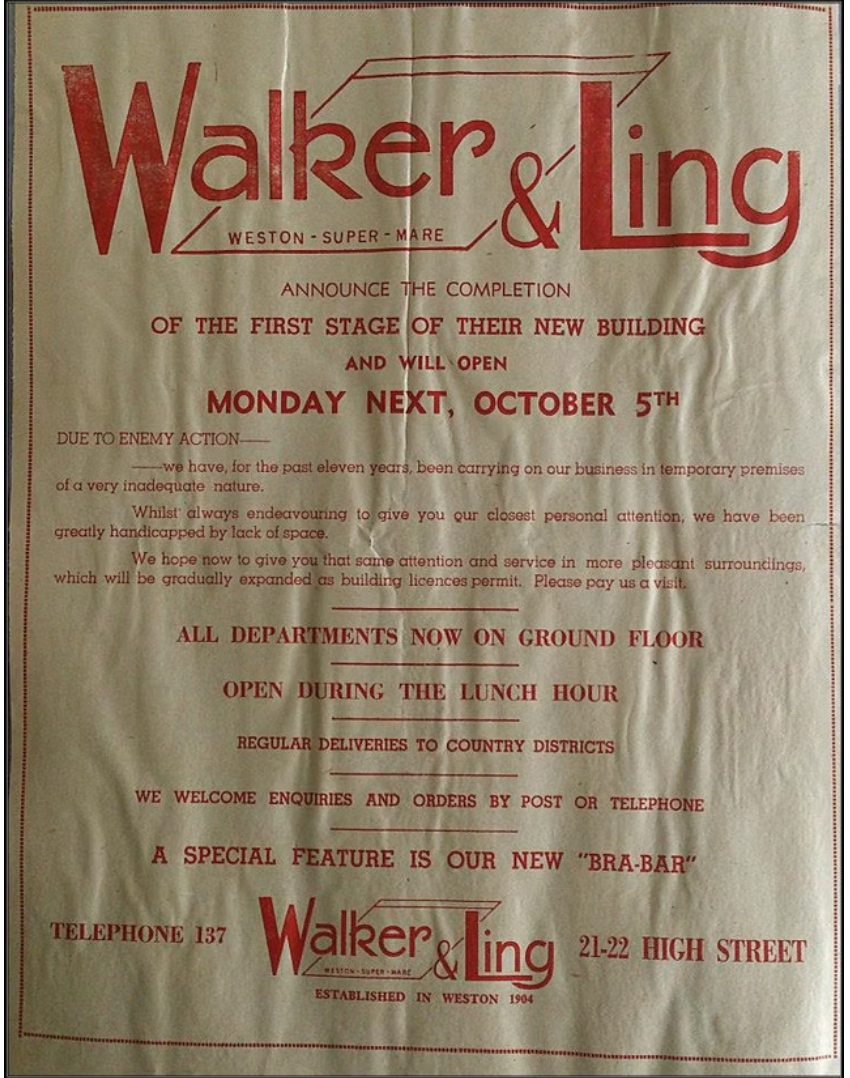 Walker & Ling
WESTON - SUPER - MARE
ANNOUNCE THE COMPLETION
OF THE FIRST STAGE OF THEIR NEW BUILDING
AND WILL OPEN
MONDAY NEXT, OCTOBER 5TH
DUE TO ENEMY ACTION—
—we have, for the past eleven years, been carrying on our business in temporary premises
of a very inadequate nature.
Whilst always endeavouring to give you our closest personal attention, we have been
greatly handicapped by lack of space.
We hope now to give you that same attention and service in more pleasant surroundings,
which will be gradually expanded as building licences permit. Please pay us a visit.
ALL DEPARTMENTS NOW ON GROUND FLOOR
OPEN DURING THE LUNCH HOUR
REGULAR DELIVERIES TO COUNTRY DISTRICTS
WE WELCOME ENQUIRIES AND ORDERS BY POST OR TELEPHONE
A SPECIAL FEATURE IS OUR NEW "BRA-BAR"
TELEPHONE 137
Walker & Ling
WESTON - SUPER - MARE
21-22 HIGH STREET
ESTABLISHED IN WESTON 1904